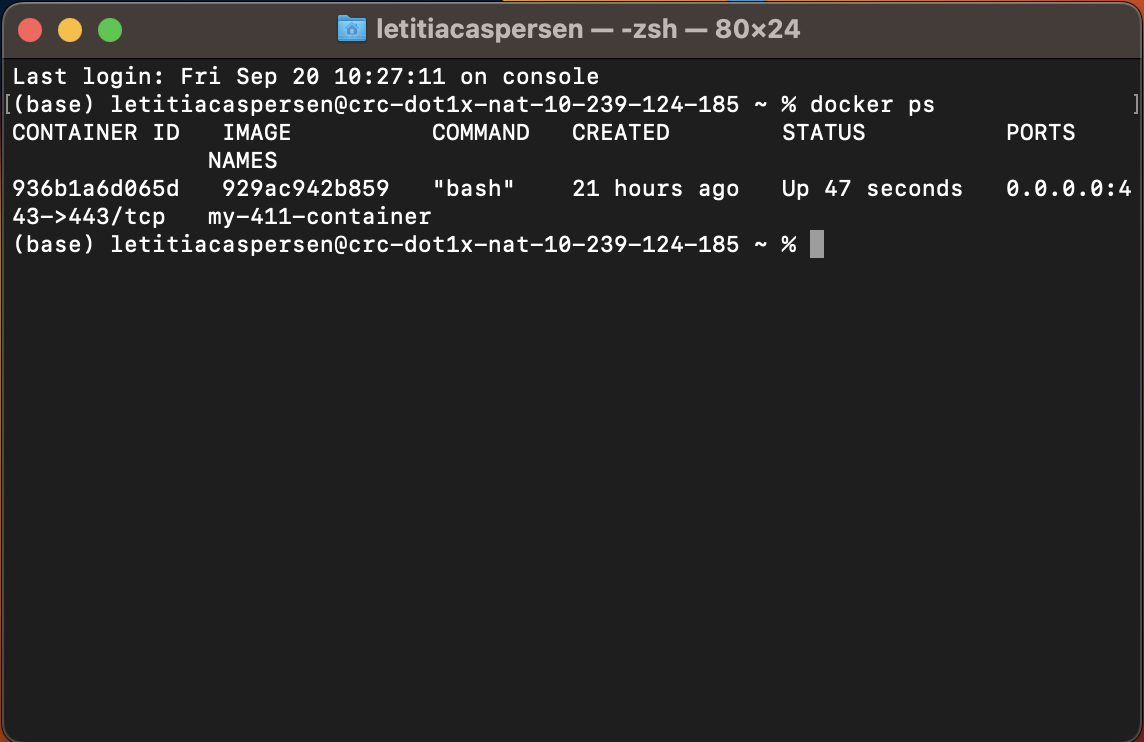 letitiacaspersen — -zsh — 80×24
Last login: Fri Sep 20 10:27:11 on console
[(base) letitiacaspersen@crc-dot1x-nat-10-239-124-185 ~ % docker ps ]
CONTAINER ID   IMAGE          COMMAND   CREATED        STATUS          PORTS
              NAMES
936b1a6d065d   929ac942b859   "bash"    21 hours ago   Up 47 seconds   0.0.0.0:4
43->443/tcp   my-411-container
(base) letitiacaspersen@crc-dot1x-nat-10-239-124-185 ~ %